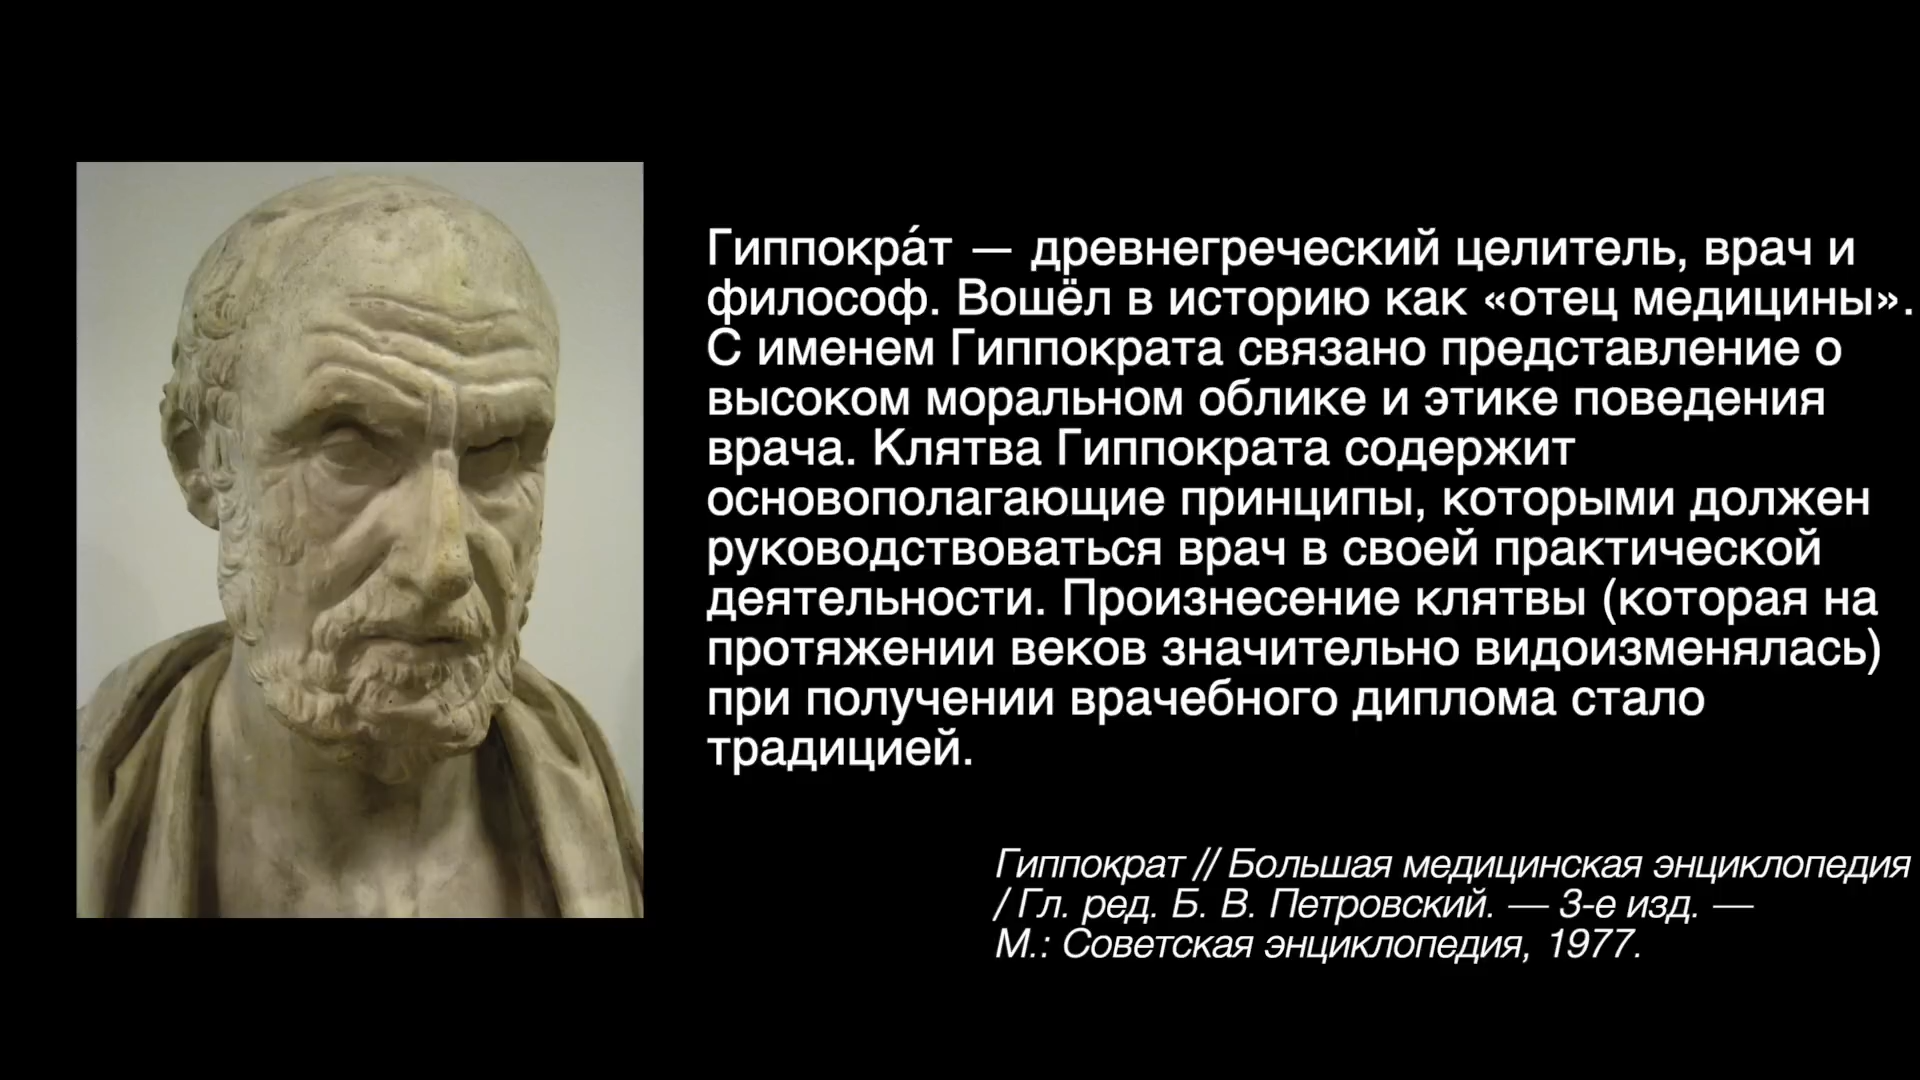 Гиппокра́т — древнегреческий целитель, врач и
философ. Вошёл в историю как «отец медицины».
С именем Гиппократа связано представление о
высоком моральном облике и этике поведения
врача. Клятва Гиппократа содержит
основополагающие принципы, которыми должен
руководствоваться врач в своей практической
деятельности. Произнесение клятвы (которая на
протяжении веков значительно видоизменялась)
при получении врачебного диплома стало
традицией.
Гиппократ // Большая медицинская энциклопедия
/ Гл. ред. Б. В. Петровский. — 3-е изд. —
М.: Советская энциклопедия, 1977.